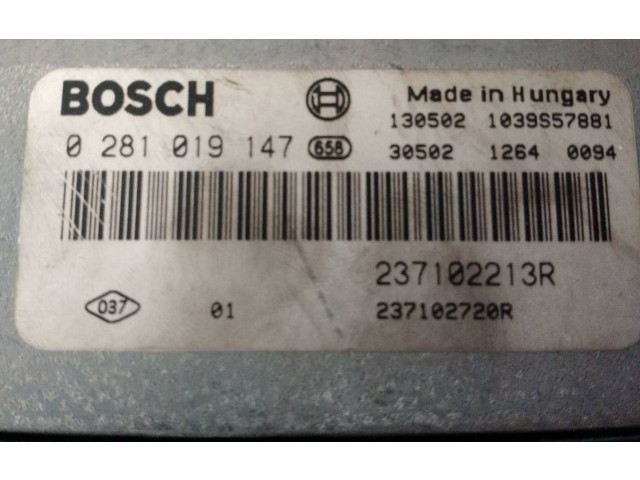 BOSCH Made in Hungary
130502 1039S57881
0 281 019 147 658 30502 1264 0094
237102213R
037 01 237102720R